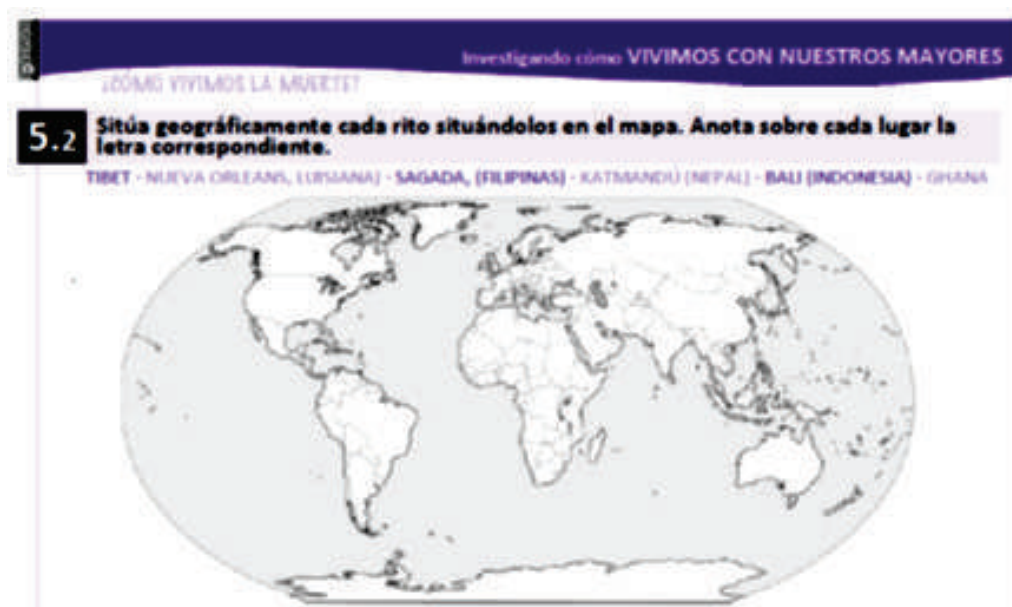 Investigando cómo VIVIMOS CON NUESTROS MAYORES
¿CÓMO VIVIMOS LA MUERTE?
5.2 Sitúa geográficamente cada rito situándolos en el mapa. Anota sobre cada lugar la
letra correspondiente.
TIBET - NUEVA ORLEANS, LUISIANA) - SAGADA, (FILIPINAS) - KATMANDÚ (NEPAL) - BALI (INDONESIA) - GHANA